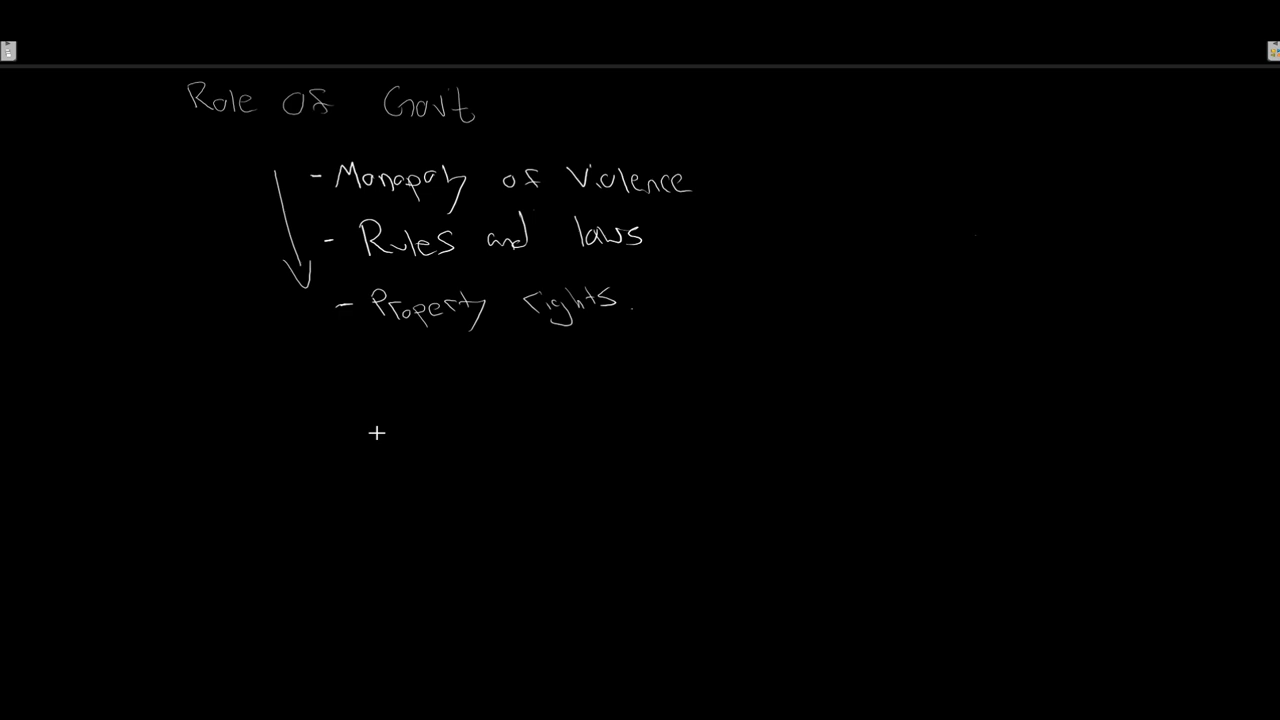 Role Of Gov't
- Monopoly of Violence
- Rules and laws
- Property rights.